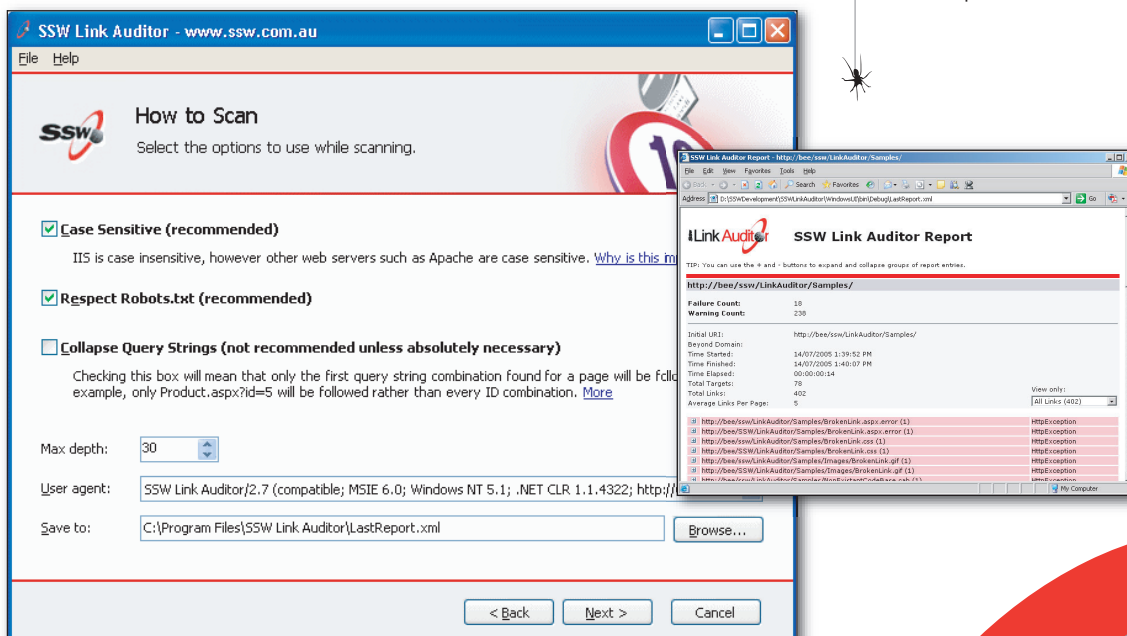 SSW Link Auditor - www.ssw.com.au
File Help
SSW
How to Scan
Select the options to use while scanning.
Case Sensitive (recommended)
IIS is case insensitive, however other web servers such as Apache are case sensitive. Why is this
Respect Robots.txt (recommended)
Collapse Query Strings (not recommended unless absolutely necessary)
Checking this box will mean that only the first query string combination found for a page will be
example, only Product.aspx?id=5 will be followed rather than every ID combination. More
Max depth: 30
User agent: SSW Link Auditor/2.7 (compatible; MSIE 6.0; Windows NT 5.1; .NET CLR 1.1.4322; http://
Save to: C:\Program Files\SSW Link Auditor\LastReport.xml Browse...
< Back Next > Cancel
SSW Link Auditor Report - http://bee/ssw/LinkAuditor/Samples/
File Edit View Favorites Tools Help
Back Search Favorites
Address D:\SSWDevelopment\SSWLinkAuditor\WindowsUI\bin\Debug\LastReport.xml Go
Link Auditor SSW Link Auditor Report
TIP: You can use the + and - buttons to expand and collapse groups of report entries.
http://bee/ssw/LinkAuditor/Samples/
Failure Count: 18
Warning Count: 238
Initial URI: http://bee/ssw/LinkAuditor/Samples/
Beyond Domain:
Time Started: 14/07/2005 1:39:52 PM
Time Finished: 14/07/2005 1:40:07 PM
Time Elapsed: 00:00:00:14
Total Targets: 78
Total Links: 402
Average Links Per Page: 5
View only:
All Links (402)
http://bee/ssw/LinkAuditor/Samples/BrokenLink.aspx.error (1) HttpException
http://bee/SSW/LinkAuditor/Samples/BrokenLink.aspx.error (1) HttpException
http://bee/ssw/LinkAuditor/Samples/BrokenLink.css (1) HttpException
http://bee/SSW/LinkAuditor/Samples/BrokenLink.css (1) HttpException
http://bee/ssw/LinkAuditor/Samples/Images/BrokenLink.gif (1) HttpException
http://bee/SSW/LinkAuditor/Samples/Images/BrokenLink.gif (1) HttpException
http://bee/ssw/LinkAuditor/Samples/NonExistantCodeBase.cab (1) HttpException
My Computer